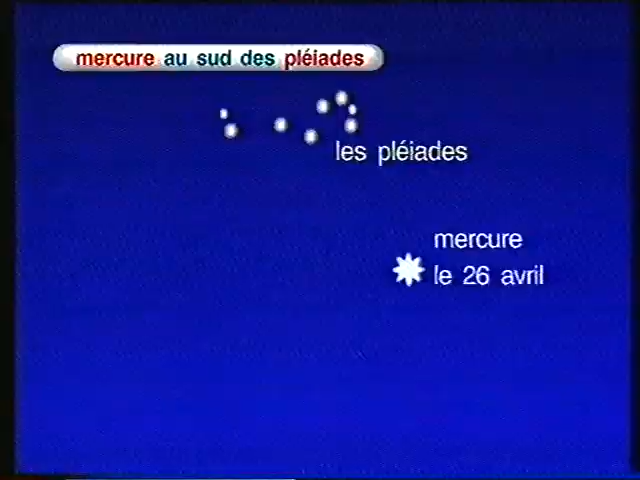 mercure au sud des pléiades
les pléiades
mercure
le 26 avril